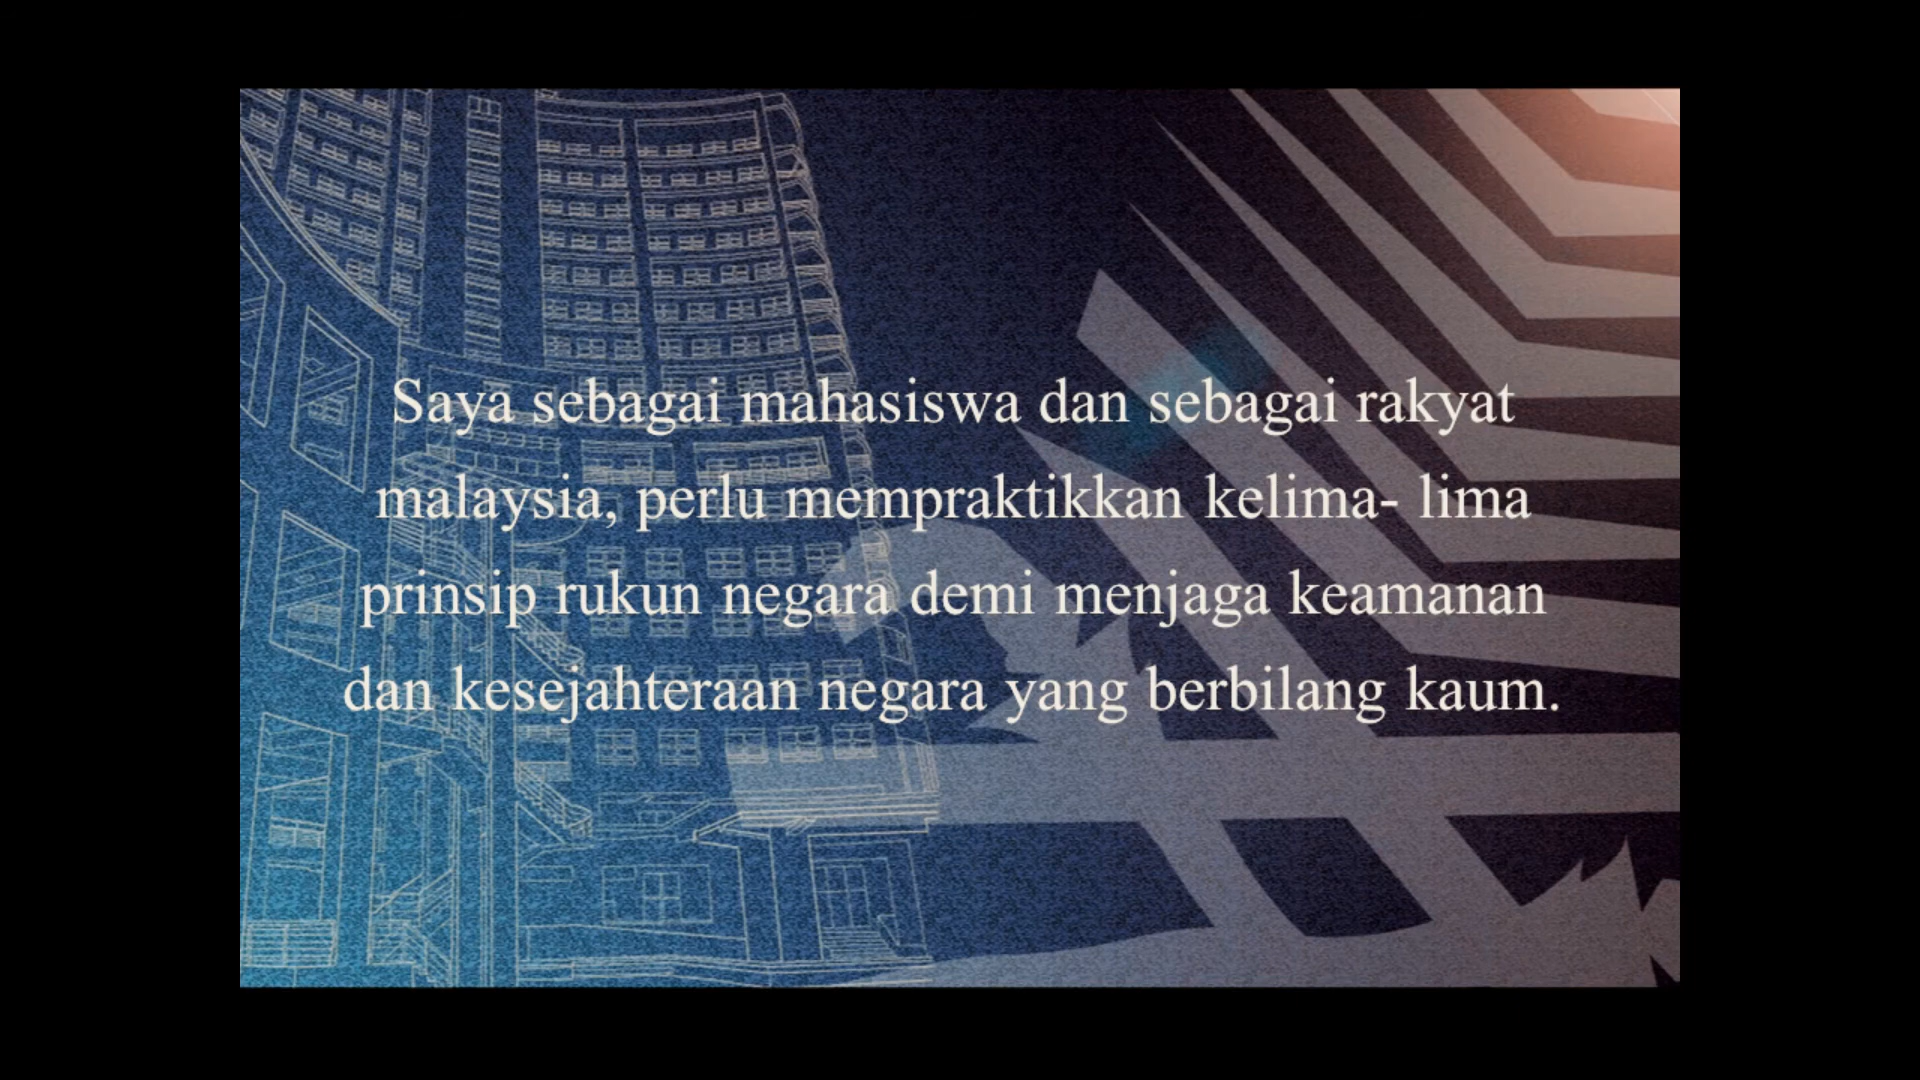 Saya sebagai mahasiswa dan sebagai rakyat
malaysia, perlu mempraktikkan kelima- lima
prinsip rukun negara demi menjaga keamanan
dan kesejahteraan negara yang berbilang kaum.